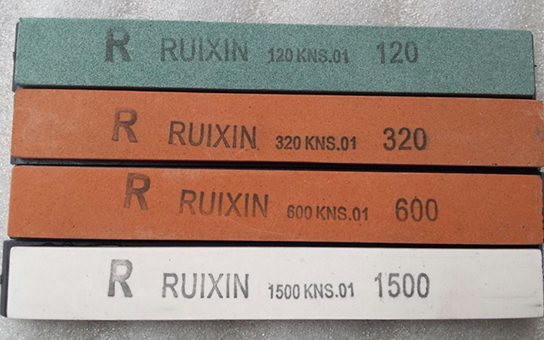 R RUIXIN 120 KNS.01 120
R RUIXIN 320 KNS.01 320
R RUIXIN 600 KNS.01 600
R RUIXIN 1500 KNS.01 1500